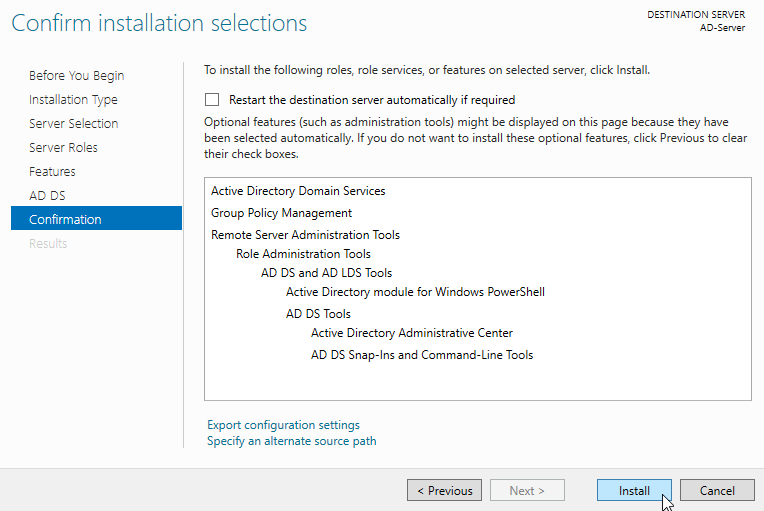 Confirm installation selections
DESTINATION SERVER
AD-Server
Before You Begin
Installation Type
Server Selection
Server Roles
Features
AD DS
Confirmation
Results
To install the following roles, role services, or features on selected server, click Install.
Restart the destination server automatically if required
Optional features (such as administration tools) might be displayed on this page because they have
been selected automatically. If you do not want to install these optional features, click Previous to clear
their check boxes.
Active Directory Domain Services
Group Policy Management
Remote Server Administration Tools
Role Administration Tools
AD DS and AD LDS Tools
Active Directory module for Windows PowerShell
AD DS Tools
Active Directory Administrative Center
AD DS Snap-Ins and Command-Line Tools
Export configuration settings
Specify an alternate source path
< Previous
Next >
Install
Cancel